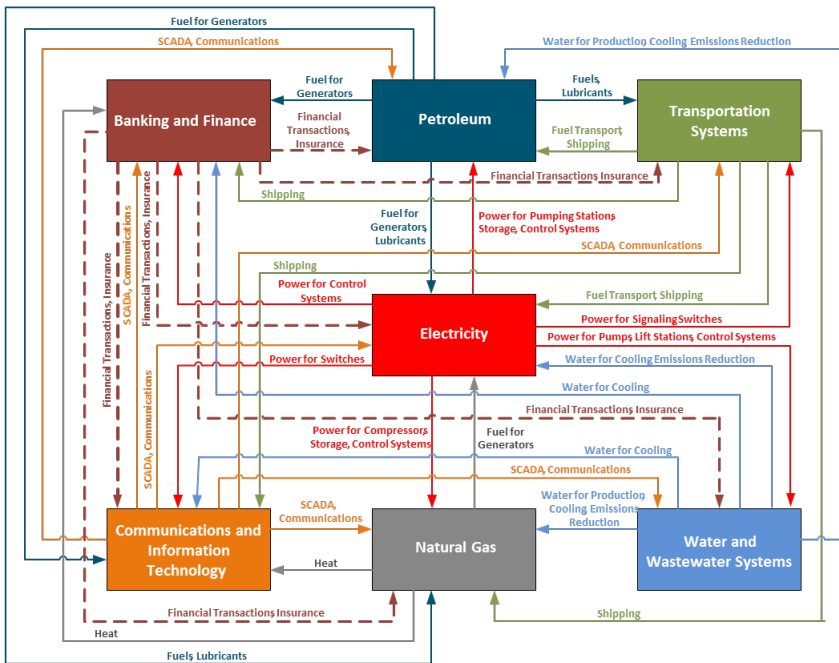 Fuel for Generators
SCADA, Communications
Water for Production, Cooling Emissions Reduction
Banking and Finance
Fuel for
Generators
Financial
Transactions,
Insurance
Petroleum
Fuels,
Lubricants
Fuel Transport,
Shipping
Transportation
Systems
Financial Transactions Insurance
Shipping
Fuel for
Generators,
Lubricants
Power for Pumping Stations,
Storage, Control Systems
SCADA, Communications
Shipping
Financial Transactions, Insurance
SCADA, Communications
Financial Transactions, Insurance
Power for Control
Systems
Electricity
Fuel Transport, Shipping
Power for Signaling Switches
Power for Pumps, Lift Stations, Control Systems
Power for Switches
Water for Cooling Emissions Reduction
Water for Cooling
SCADA, Communications
Financial Transactions Insurance
Power for Compressors,
Storage, Control Systems
Fuel for
Generators
Water for Cooling
SCADA, Communications
Communications and
Information
Technology
SCADA,
Communications
Heat
Natural Gas
Water for Production,
Cooling, Emissions
Reduction
Water and
Wastewater Systems
Financial Transactions Insurance
Shipping
Heat
Fuels, Lubricants